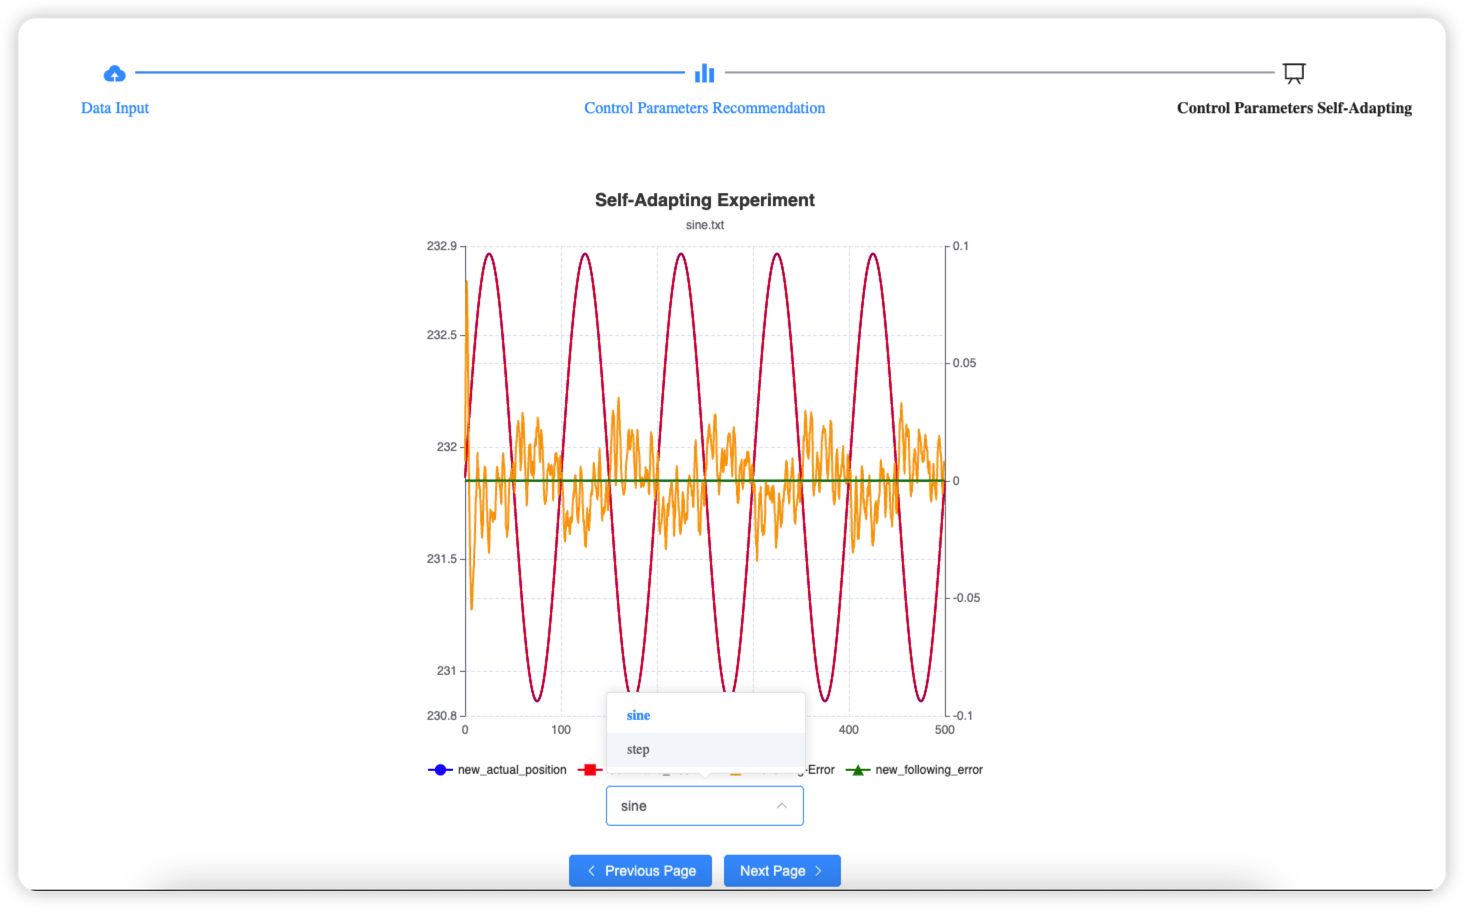 Data Input
Control Parameters Recommendation
Control Parameters Self-Adapting
Self-Adapting Experiment
sine.txt
232.9
232.5
232
231.5
231
230.8
0.1
0.05
0
-0.05
-0.1
0
100
400
500
sine
step
new_actual_position
-Error
new_following_error
sine
Previous Page
Next Page